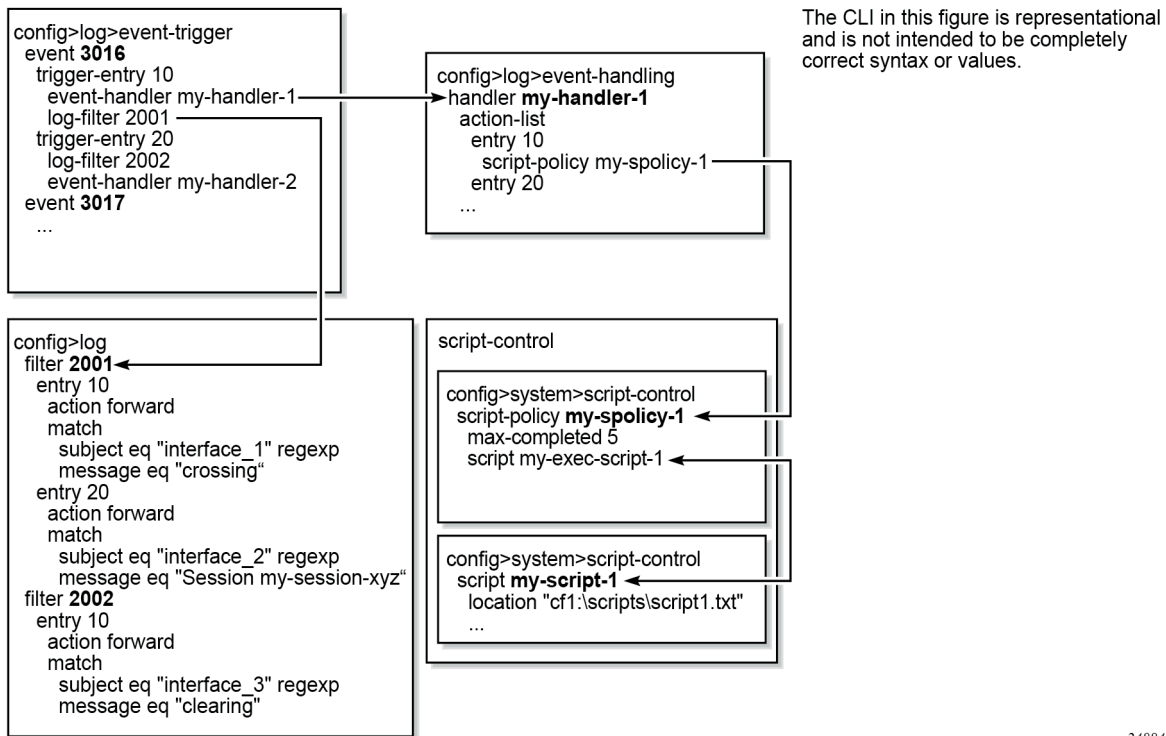 config>log>event-trigger
event 3016
trigger-entry 10
event-handler my-handler-1
log-filter 2001
trigger-entry 20
log-filter 2002
event-handler my-handler-2
event 3017
...
config>log>event-handling
handler my-handler-1
action-list
entry 10
script-policy my-spolicy-1
entry 20
...
The CLI in this figure is representational
and is not intended to be completely
correct syntax or values.
config>log
filter 2001
entry 10
action forward
match
subject eq "interface_1" regexp
message eq "crossing“
entry 20
action forward
match
subject eq "interface_2" regexp
message eq "Session my-session-xyz“
filter 2002
entry 10
action forward
match
subject eq "interface_3" regexp
message eq "clearing"
script-control
config>system>script-control
script-policy my-spolicy-1
max-completed 5
script my-exec-script-1
config>system>script-control
script my-script-1
location "cf1:\scripts\script1.txt"
...